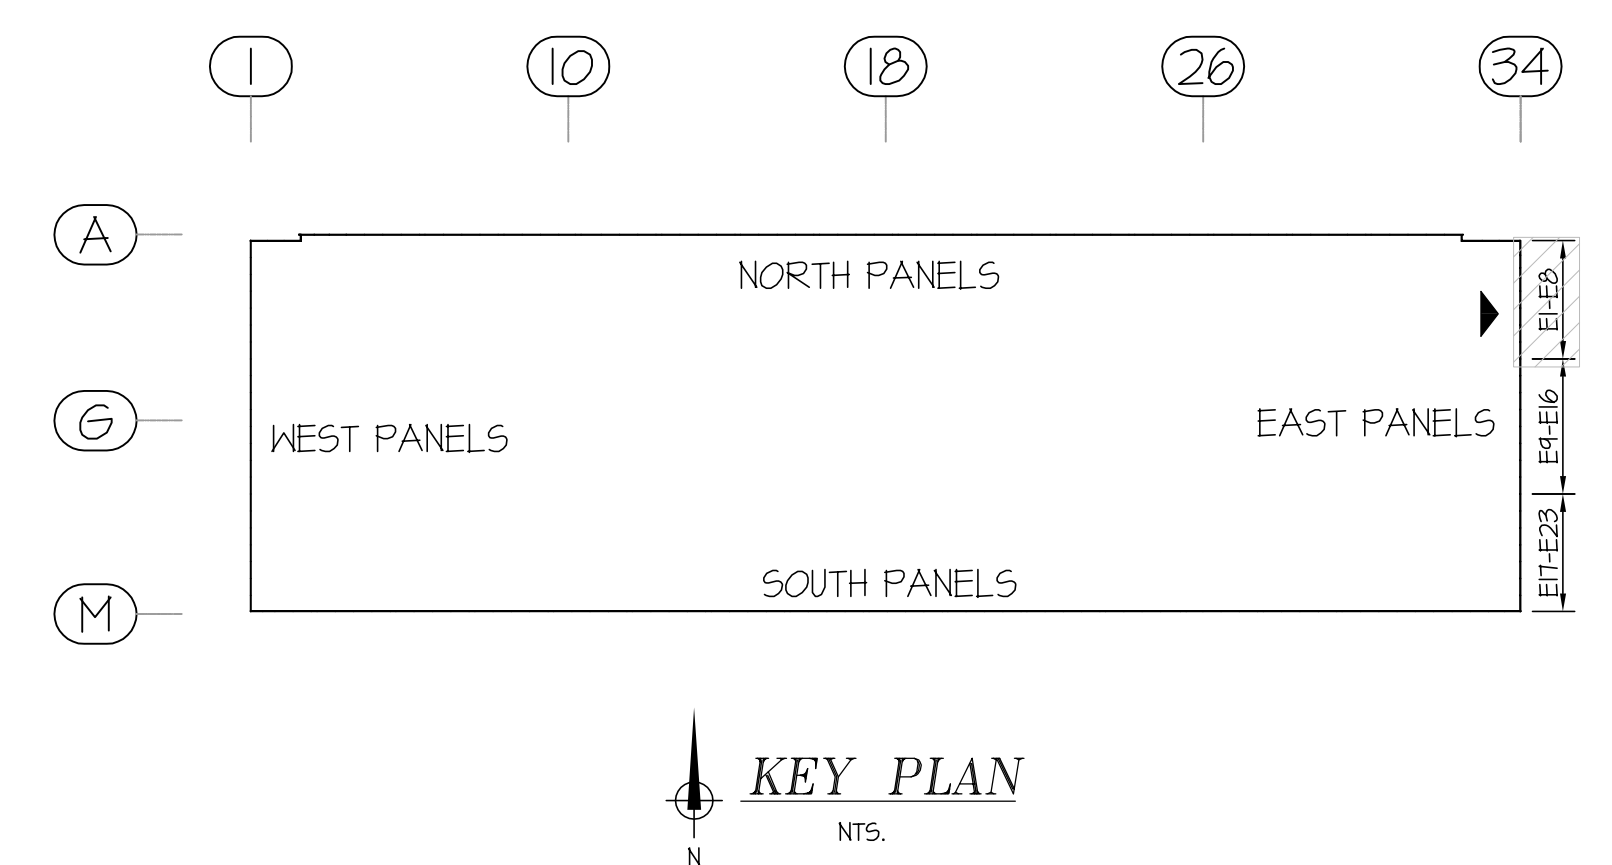 1 10 18 26 34
A
NORTH PANELS
E1-E8
G
WEST PANELS
EAST PANELS
E9-E16
E17-E23
SOUTH PANELS
M
KEY PLAN
NTS.
N